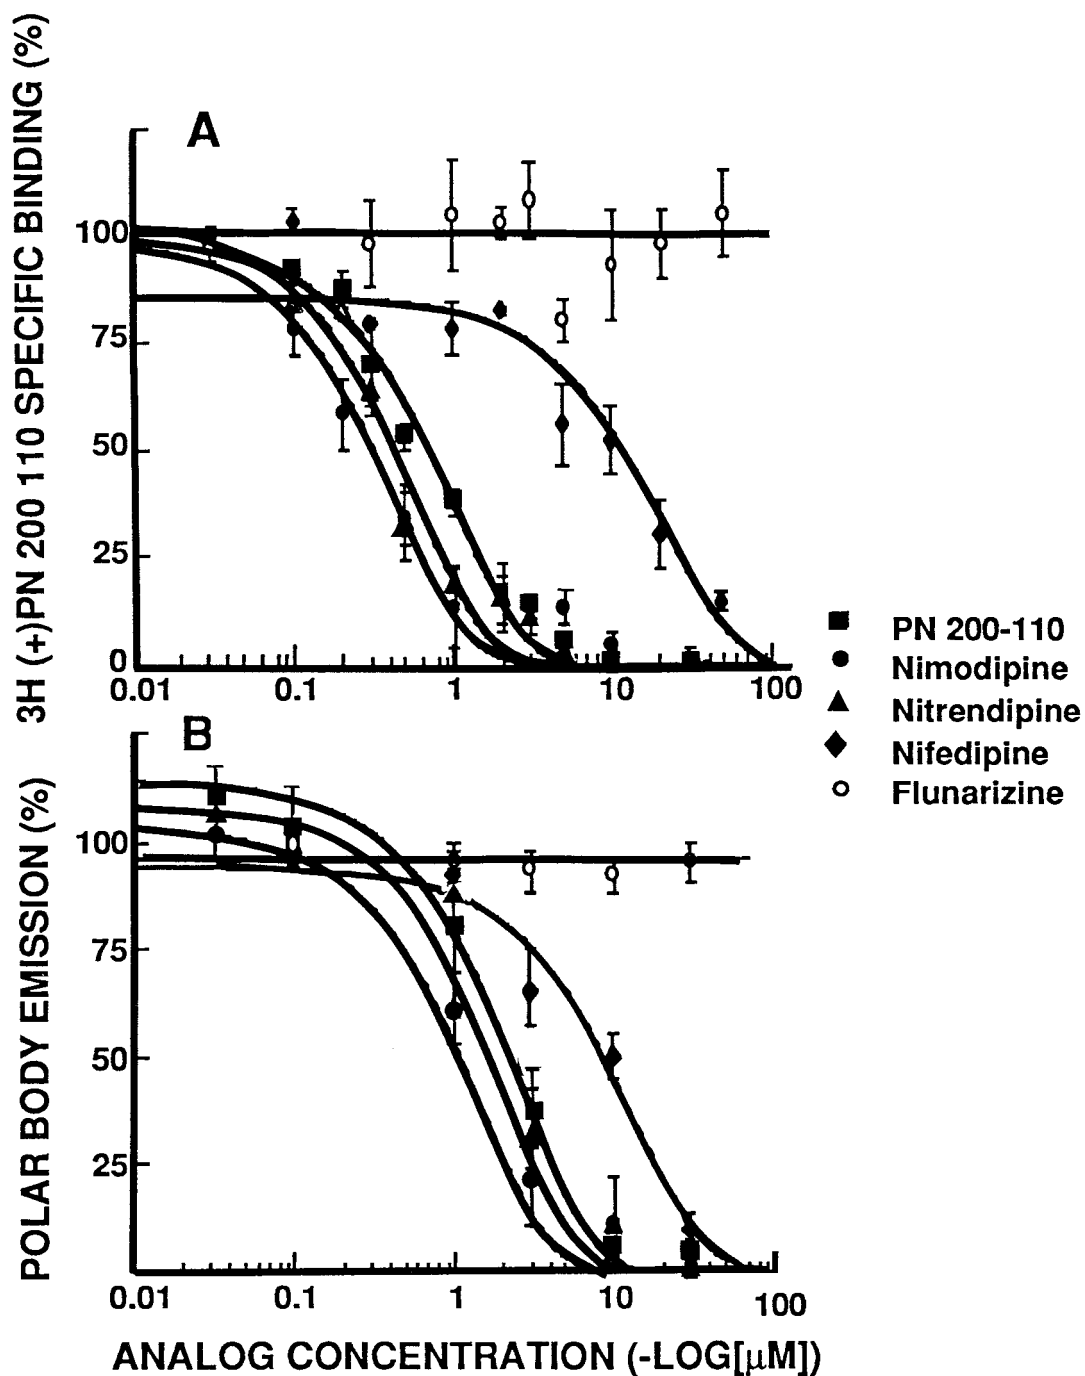 3H (+)PN 200 110 SPECIFIC BINDING (%)
A
100
75
50
25
0
0.01 0.1 1 10 100
PN 200-110
Nimodipine
Nitrendipine
Nifedipine
Flunarizine
POLAR BODY EMISSION (%)
B
100
75
50
25
0.01 0.1 1 10 100
ANALOG CONCENTRATION (-LOG[μM])